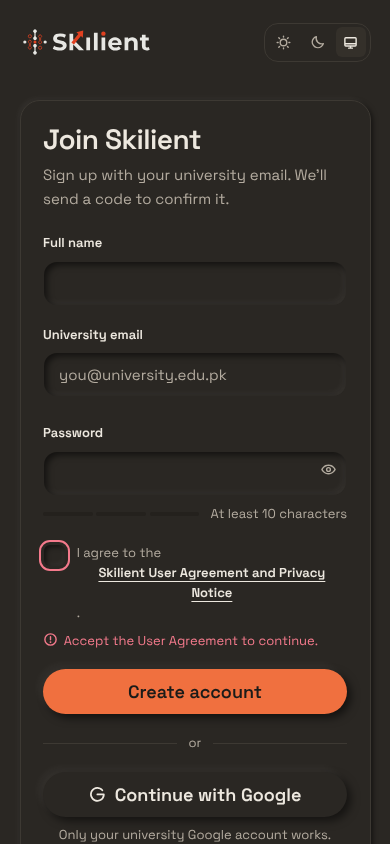 Skilient
Join Skilient
Sign up with your university email. We'll
send a code to confirm it.
Full name
University email
you@university.edu.pk
Password
At least 10 characters
I agree to the
Skilient User Agreement and Privacy
Notice
.
Accept the User Agreement to continue.
Create account
or
Continue with Google
Only your university Google account works.